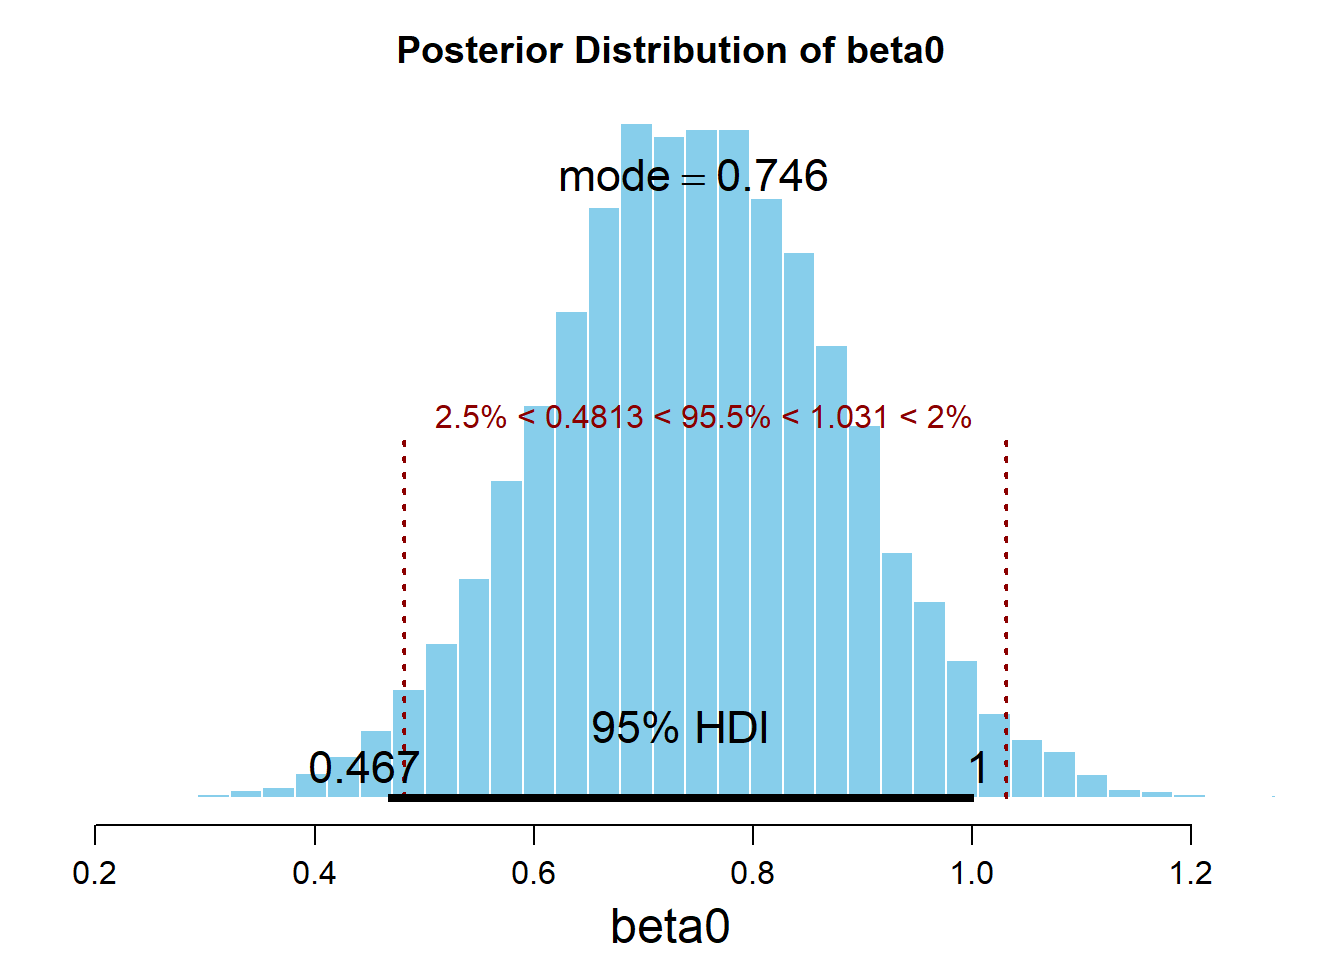 Posterior Distribution of beta0
mode = 0.746
2.5% < 0.4813 < 95.5% < 1.031 < 2%
95% HDI
0.467 1
0.2 0.4 0.6 0.8 1.0 1.2
beta0